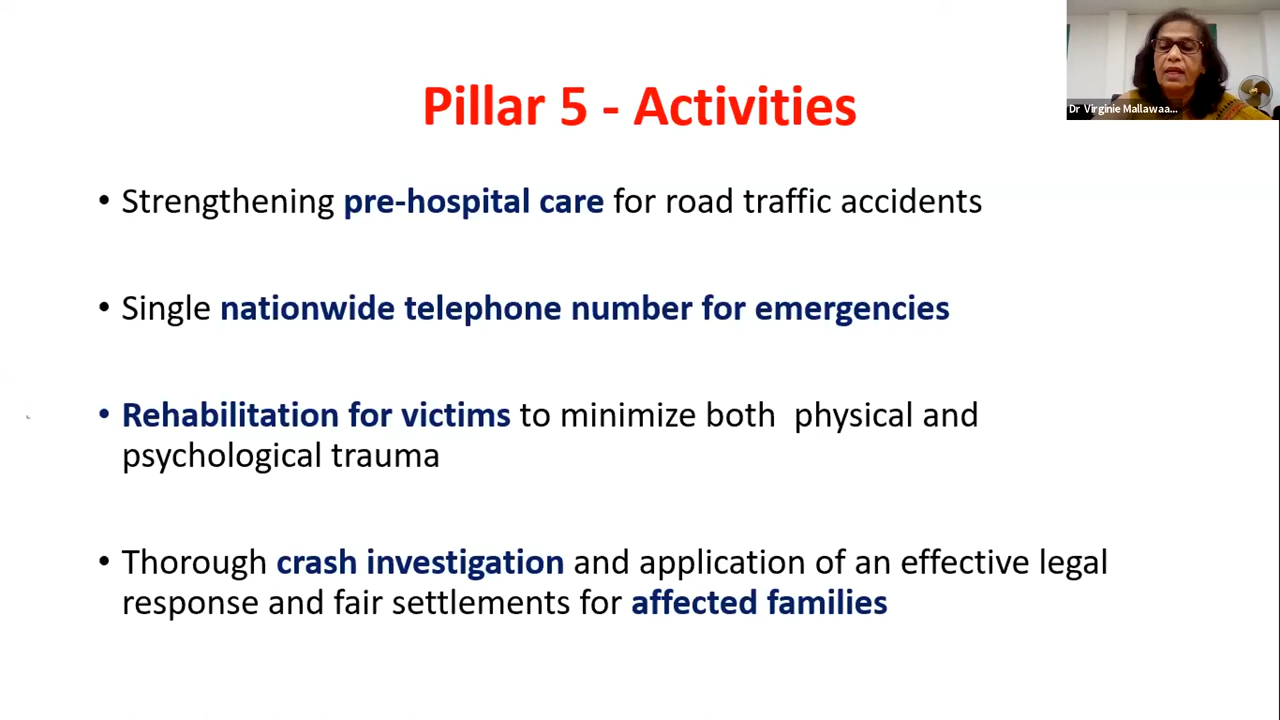 Dr Virginie Mallawaa...
Pillar 5 - Activities
• Strengthening pre-hospital care for road traffic accidents
• Single nationwide telephone number for emergencies
• Rehabilitation for victims to minimize both  physical and
psychological trauma
• Thorough crash investigation and application of an effective legal
response and fair settlements for affected families